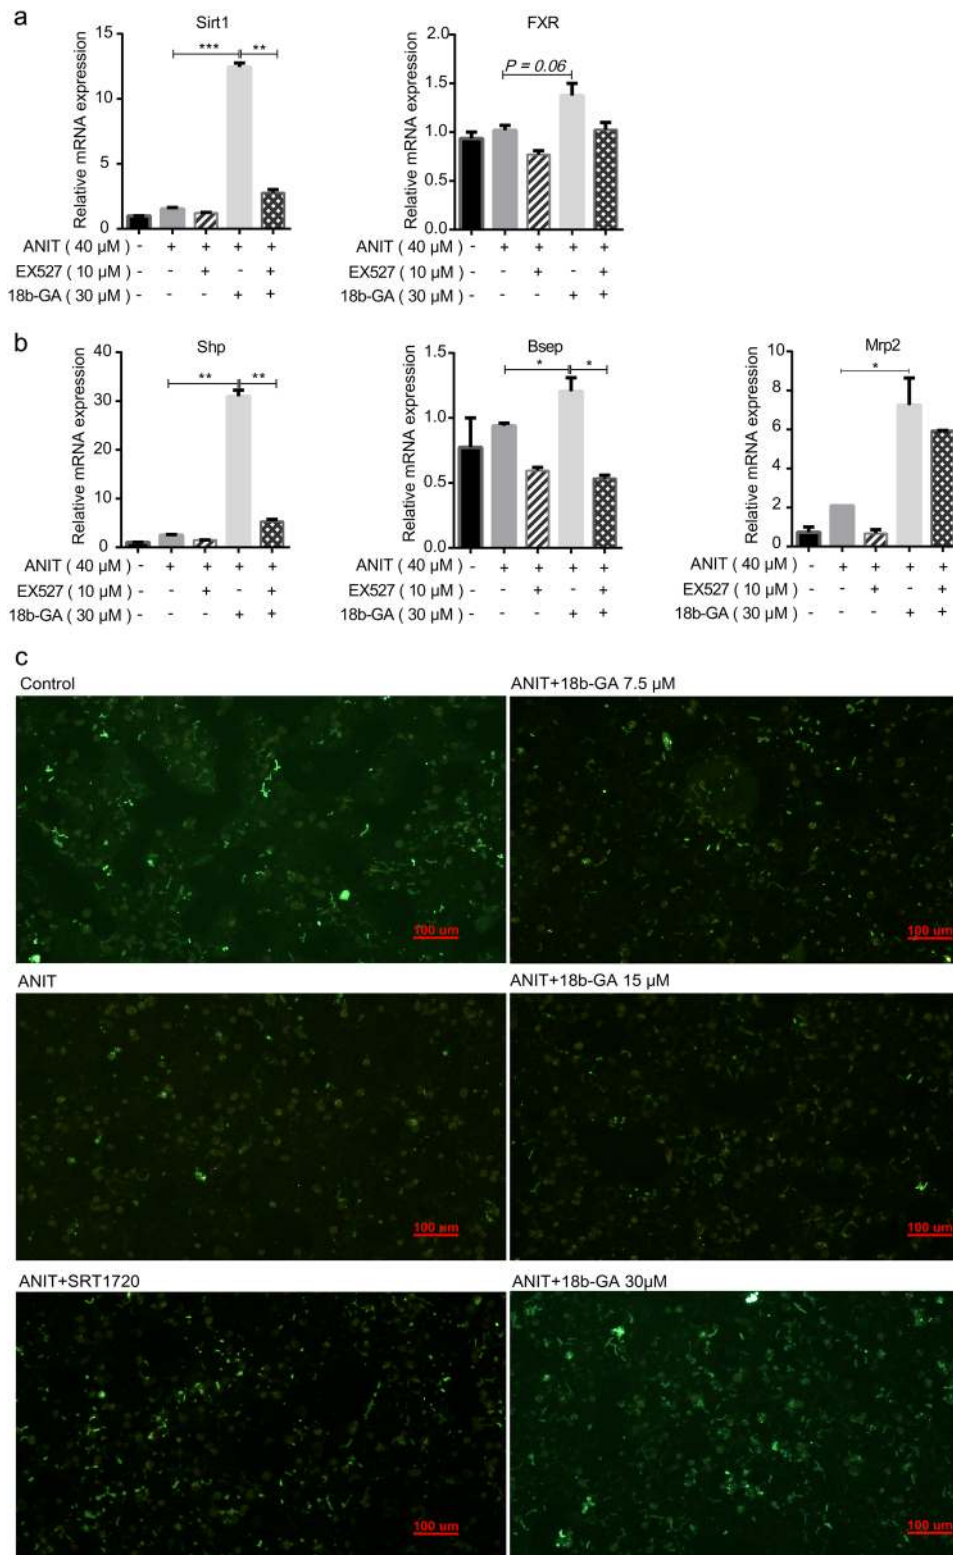 a
Sirt1
Relative mRNA expression
15
10
5
0
*** **
ANIT ( 40 µM ) - + + + +
EX527 ( 10 µM ) - - + - +
18b-GA ( 30 µM ) - - - + +
FXR
Relative mRNA expression
2.0
1.5
1.0
0.5
0.0
P = 0.06
ANIT ( 40 µM ) - + + + +
EX527 ( 10 µM ) - - + - +
18b-GA ( 30 µM ) - - - + +
b
Shp
Relative mRNA expression
40
30
20
10
0
** **
ANIT ( 40 µM ) - + + + +
EX527 ( 10 µM ) - - + - +
18b-GA ( 30 µM ) - - - + +
Bsep
Relative mRNA expression
1.5
1.0
0.5
0.0
* *
ANIT ( 40 µM ) - + + + +
EX527 ( 10 µM ) - - + - +
18b-GA ( 30 µM ) - - - + +
Mrp2
Relative mRNA expression
10
8
6
4
2
0
*
ANIT ( 40 µM ) - + + + +
EX527 ( 10 µM ) - - + - +
18b-GA ( 30 µM ) - - - + +
c
Control
100 um
ANIT+18b-GA 7.5 µM
100 um
ANIT
100 um
ANIT+18b-GA 15 µM
100 um
ANIT+SRT1720
100 um
ANIT+18b-GA 30µM
100 um